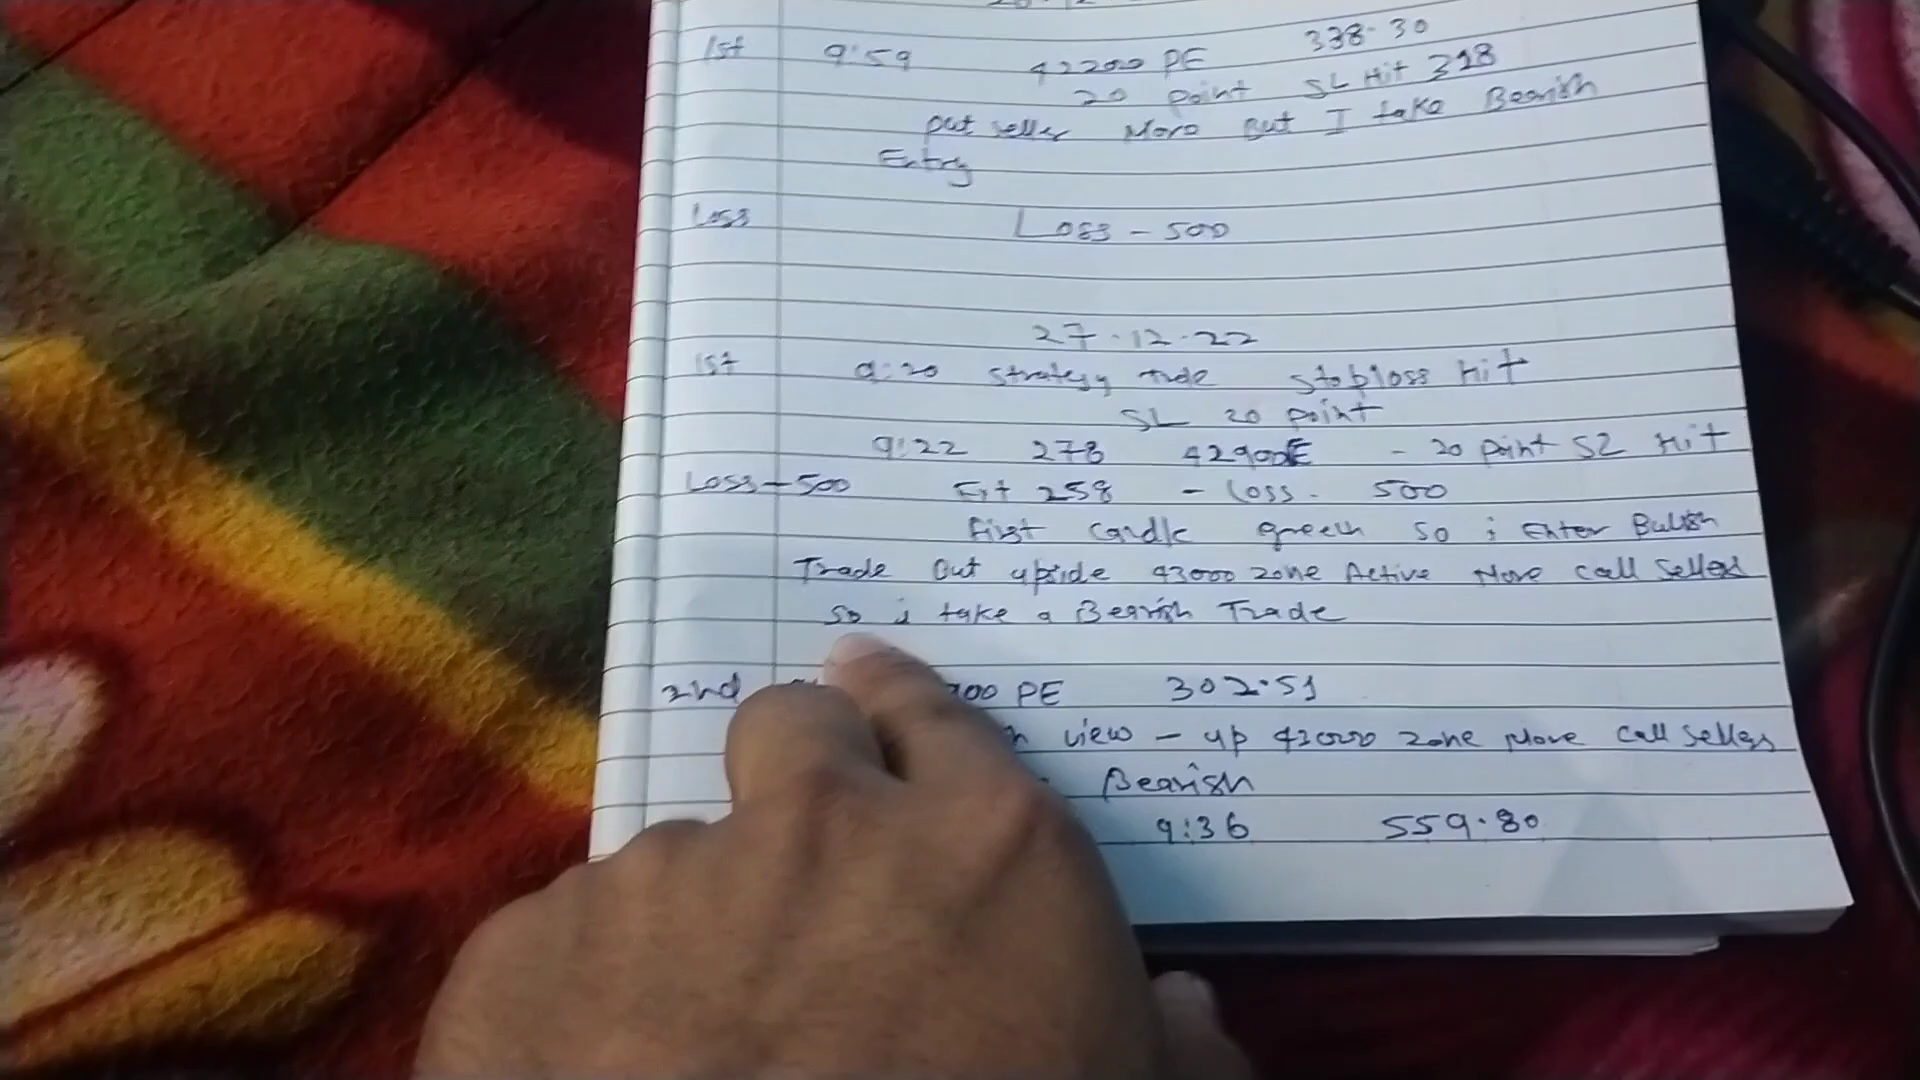 1st 9:59 42200 PE 338.30
20 point SL Hit 318
put seller More But I take Bearish
Entry
Loss Loss - 500
27.12.22
1st 9:20 Strategy trade Stoploss Hit
SL 20 point
9:22 278 - 20 point SL Hit
Loss - 500 258 - Loss - 500
First candle green so i Enter Bullish
Trade but upside 43000 zone Active More call sellers
so i take a Bearish Trade
2nd 00 PE 302.51
view - up 43000 zone More call sellers
Bearish
9:36 559.80